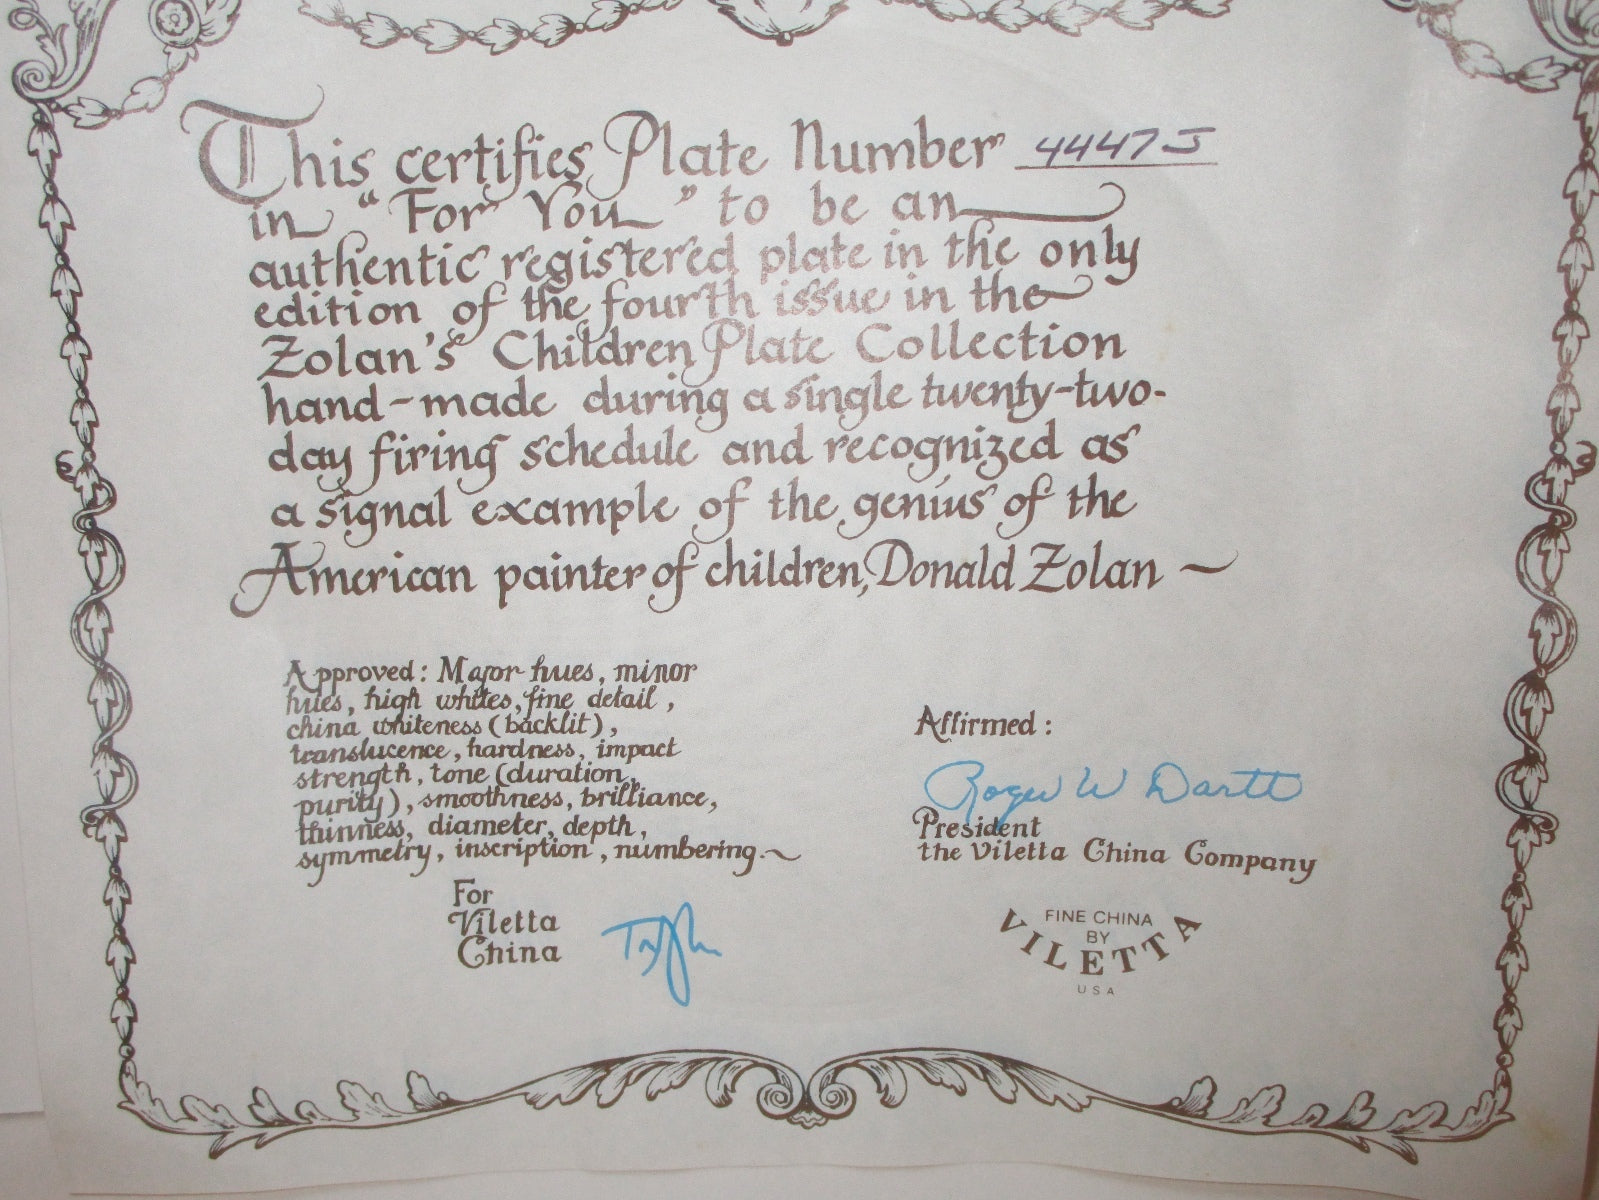 This certifies Plate Number 4447J
in "For You" to be an
authentic registered plate in the only
edition of the fourth issue in the
Zolan's Children Plate Collection
hand-made during a single twenty-two-
day firing schedule and recognized as
a signal example of the genius of the
American painter of children, Donald Zolan ~
Approved: Major hues, minor
hues, high whites, fine detail,
china whiteness (backlit),
translucence, hardness, impact
strength, tone (duration,
purity), smoothness, brilliance,
thinness, diameter, depth,
symmetry, inscription, numbering. ~
For
Viletta
China
Affirmed:
Roger W Dartt
President
the Viletta China Company
FINE CHINA
BY
VILETTA
USA